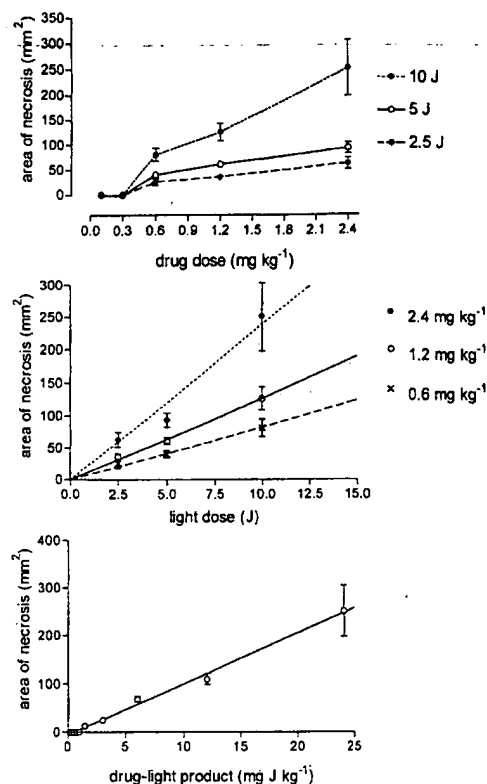 350
300
250
200
150
100
50
0
area of necrosis (mm²)
0.0 0.3 0.6 0.9 1.2 1.5 1.8 2.1 2.4
drug dose (mg kg⁻¹)
10 J
5 J
2.5 J
300
250
200
150
100
50
0
area of necrosis (mm²)
0.0 2.5 5.0 7.5 10.0 12.5 15.0
light dose (J)
2.4 mg kg⁻¹
1.2 mg kg⁻¹
0.6 mg kg⁻¹
400
300
200
100
0
area of necrosis (mm²)
0 5 10 15 20 25
drug-light product (mg J kg⁻¹)